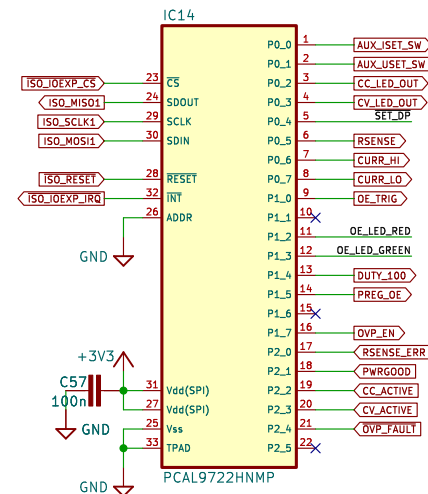 IC14
ISO_IOEXP_CS 23 CS
ISO_MISO1 24 SDOUT
ISO_SCLK1 29 SCLK
ISO_MOSI1 30 SDIN
ISO_RESET 28 RESET
ISO_IOEXP_IRQ 32 INT
26 ADDR
GND
+3V3
C57
100n
31 Vdd(SPI)
27 Vdd(SPI)
GND
25 Vss
33 TPAD
GND
P0_0 1 AUX_ISET_SW
P0_1 2 AUX_USET_SW
P0_2 3 CC_LED_OUT
P0_3 4 CV_LED_OUT
P0_4 5 SET_DP
P0_5 6 RSENSE
P0_6 7 CURR_HI
P0_7 8 CURR_LO
P1_0 9 OE_TRIG
P1_1 10
P1_2 11 OE_LED_RED
P1_3 12 OE_LED_GREEN
P1_4 13 DUTY_100
P1_5 14 PREG_OE
P1_6 15
P1_7 16 OVP_EN
P2_0 17 RSENSE_ERR
P2_1 18 PWRGOOD
P2_2 19 CC_ACTIVE
P2_3 20 CV_ACTIVE
P2_4 21 OVP_FAULT
P2_5 22
PCAL9722HNMP